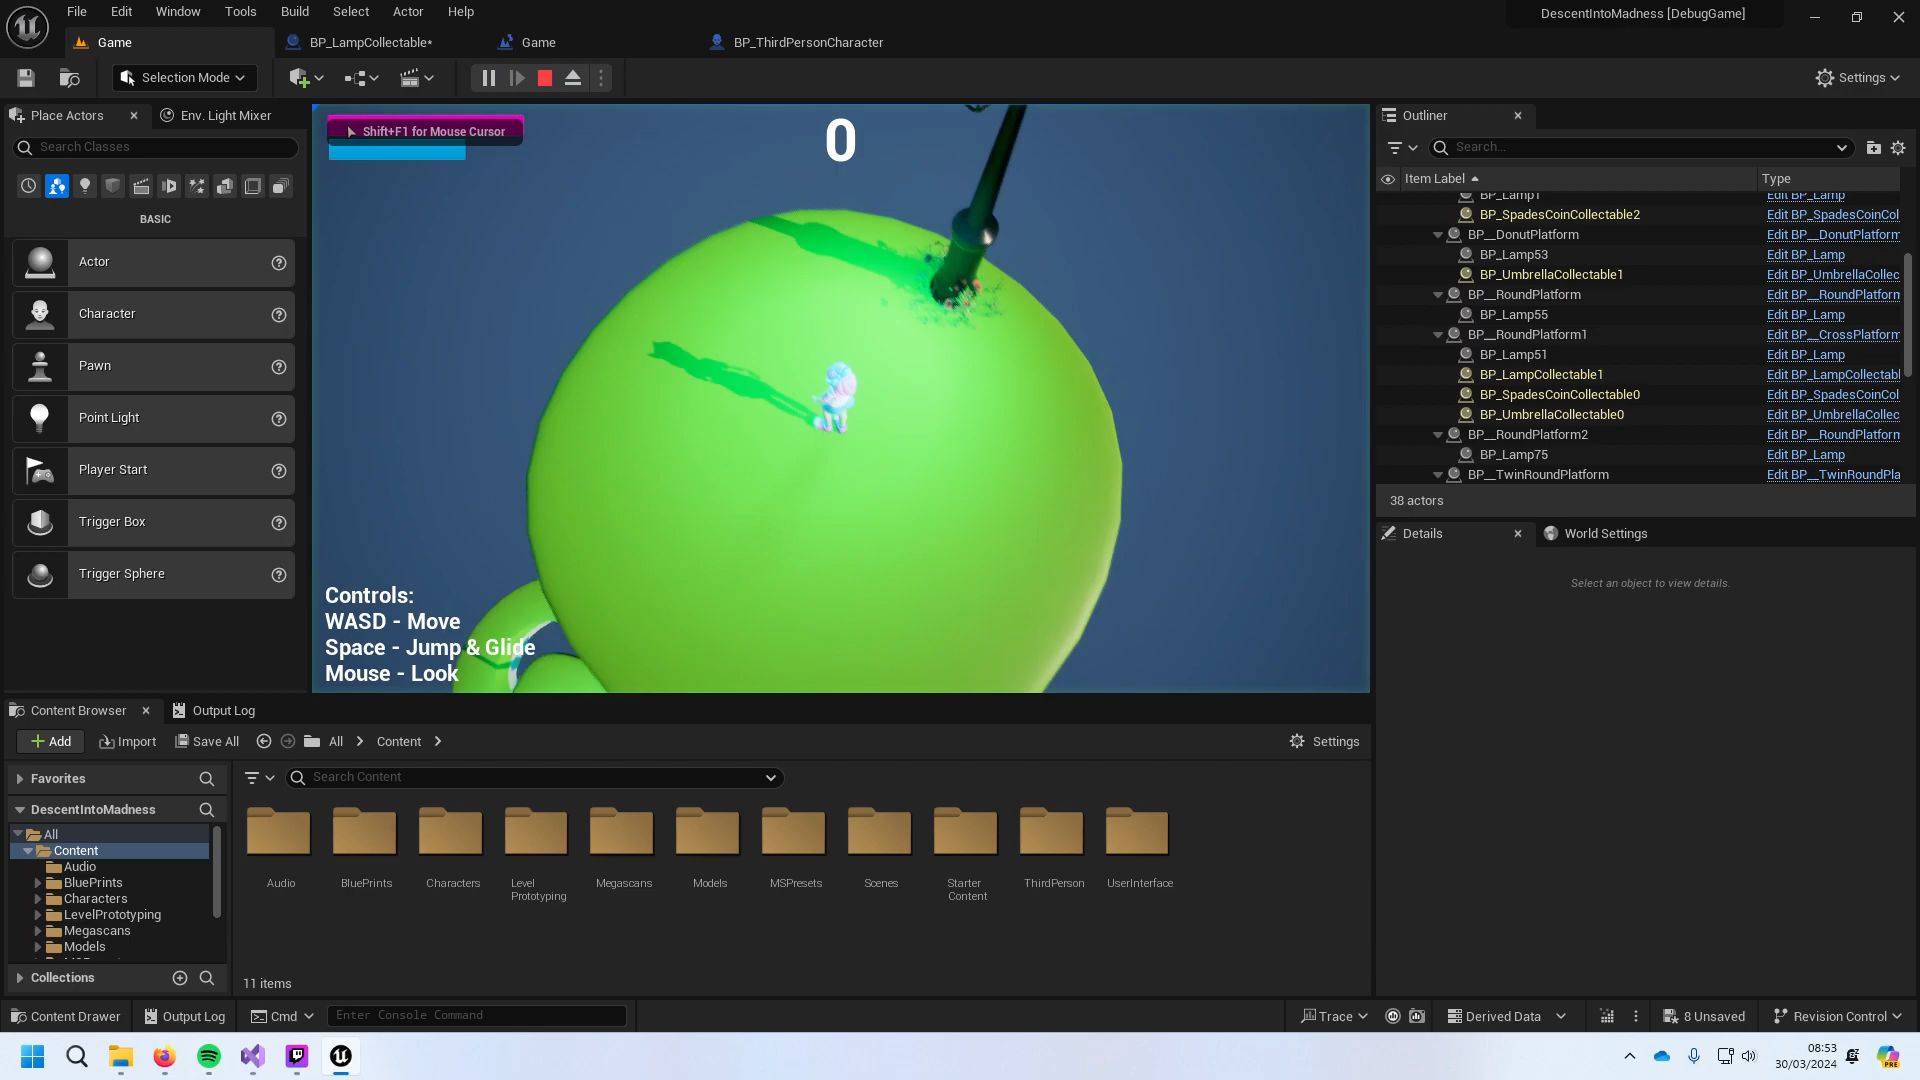 File Edit Window Tools Build Select Actor Help
DescentIntoMadness [DebugGame]
Game
BP_LampCollectable*
Game
BP_ThirdPersonCharacter
Selection Mode
Settings
Place Actors
Env. Light Mixer
Search Classes
BASIC
Actor
Character
Pawn
Point Light
Player Start
Trigger Box
Trigger Sphere
Shift+F1 for Mouse Cursor
0
Controls:
WASD - Move
Space - Jump & Glide
Mouse - Look
Outliner
Search...
Item Label Type
BP_Lamp1 Edit BP_Lamp
BP_SpadesCoinCollectable2 Edit BP_SpadesCoinCol
BP__DonutPlatform Edit BP__DonutPlatform
BP_Lamp53 Edit BP_Lamp
BP_UmbrellaCollectable1 Edit BP_UmbrellaCollec
BP__RoundPlatform Edit BP__RoundPlatform
BP_Lamp55 Edit BP_Lamp
BP__RoundPlatform1 Edit BP__CrossPlatform
BP_Lamp51 Edit BP_Lamp
BP_LampCollectable1 Edit BP_LampCollectabl
BP_SpadesCoinCollectable0 Edit BP_SpadesCoinCol
BP_UmbrellaCollectable0 Edit BP_UmbrellaCollec
BP__RoundPlatform2 Edit BP__RoundPlatform
BP_Lamp75 Edit BP_Lamp
BP__TwinRoundPlatform Edit BP__TwinRoundPla
38 actors
Details
World Settings
Select an object to view details.
Content Browser
Output Log
Add
Import
Save All
All
Content
Settings
Favorites
Search Content
DescentIntoMadness
All
Content
Audio
BluePrints
Characters
LevelPrototyping
Megascans
Models
Collections
Audio
BluePrints
Characters
Level
Prototyping
Megascans
Models
MSPresets
Scenes
Starter
Content
ThirdPerson
UserInterface
11 items
Content Drawer
Output Log
Cmd
Enter Console Command
Trace
Derived Data
8 Unsaved
Revision Control
08:53
30/03/2024
PRE